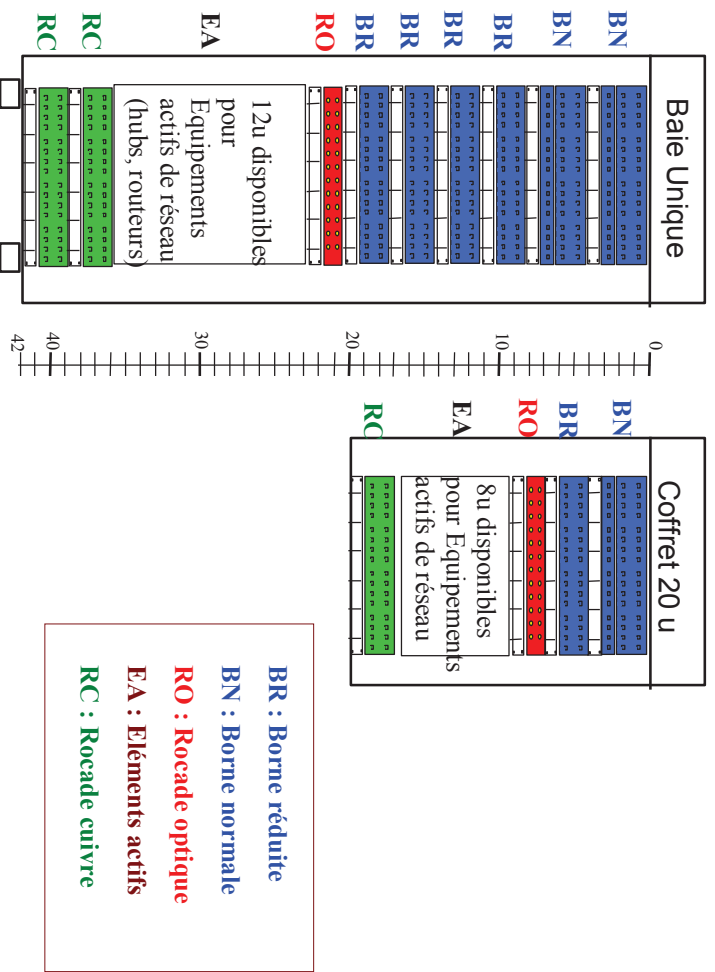 Baie Unique
BN
BN
BR
BR
BR
BR
RO
EA
RC
RC
12u disponibles
pour
Equipements
actifs de réseau
(hubs, routeurs)
0
10
20
30
40
42
Coffret 20 u
BN
BR
RO
EA
RC
8u disponibles
pour Equipements
actifs de réseau
BR : Borne réduite
BN : Borne normale
RO : Rocade optique
EA : Eléments actifs
RC : Rocade cuivre